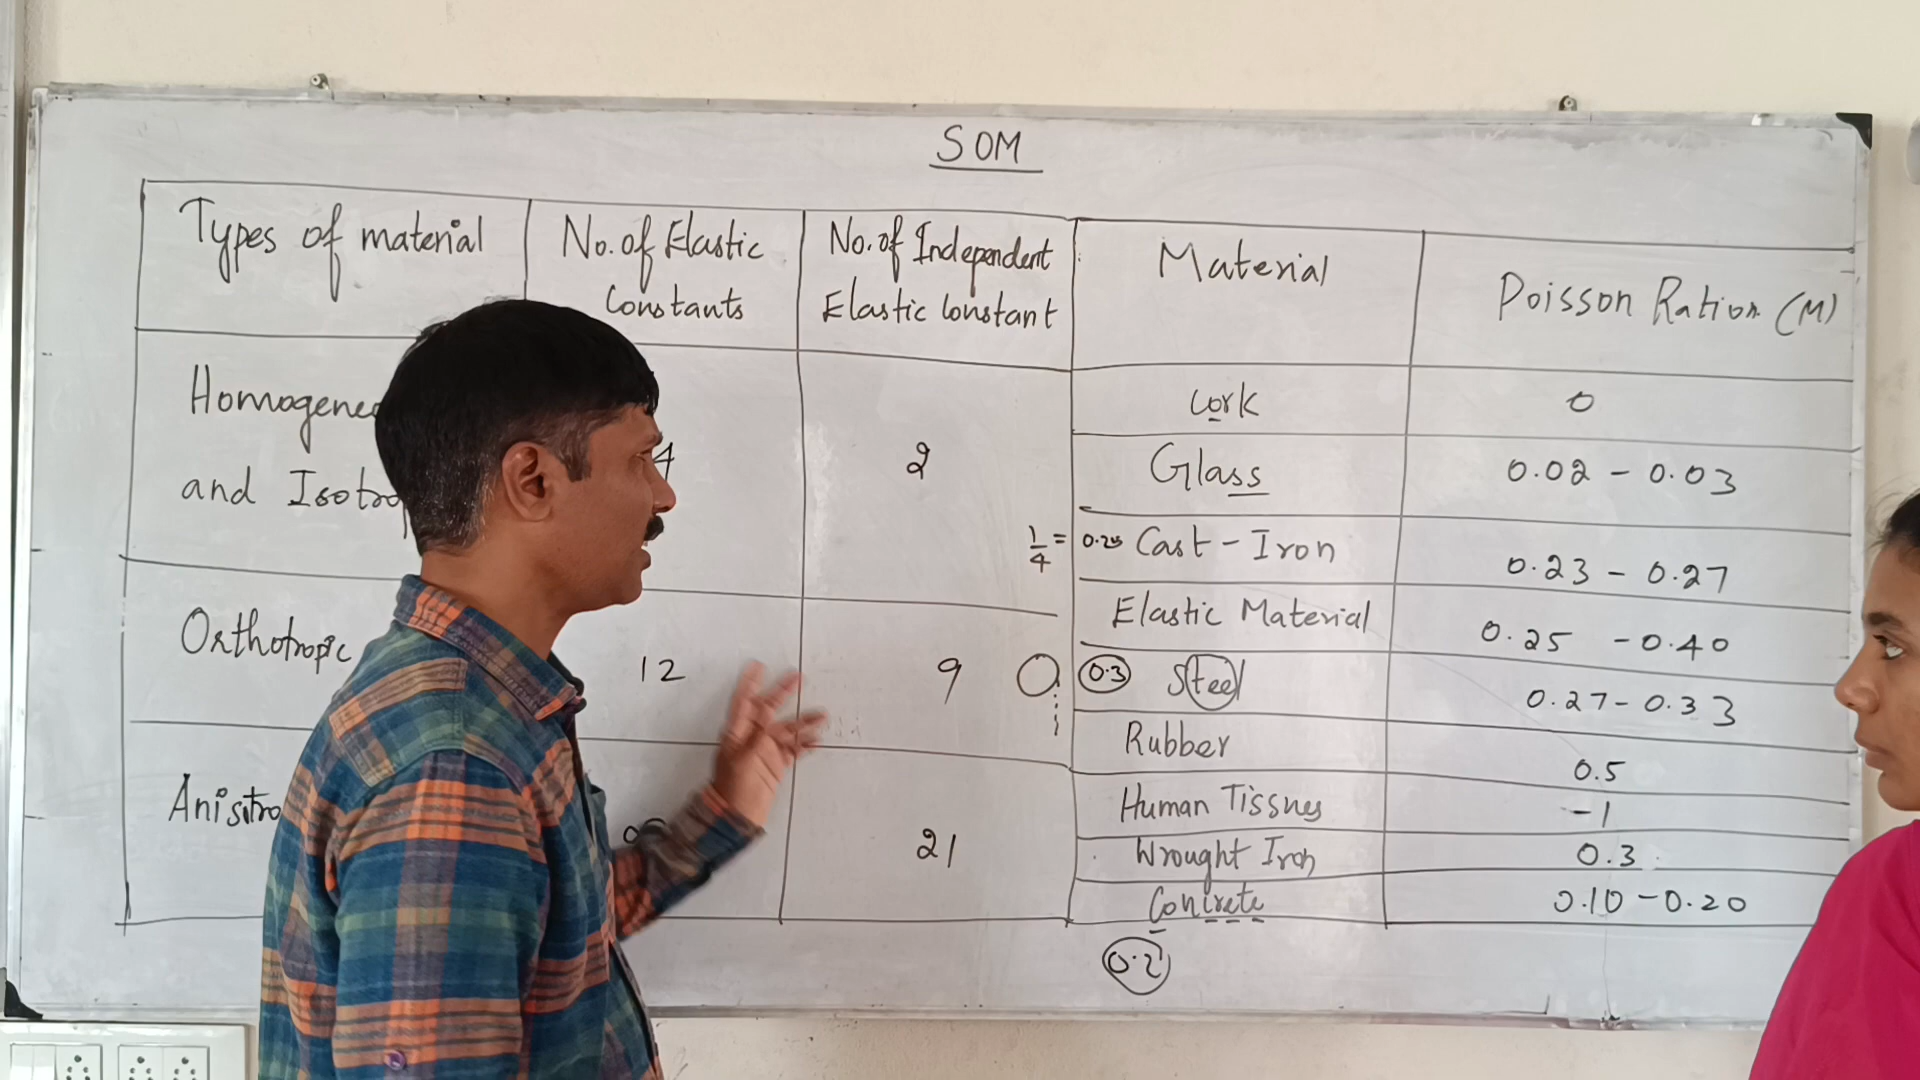 SOM
Types of material
No. of Elastic
Constants
No. of Independent
Elastic Constant
Material
Poisson Ration (M)
and
4
2
Orthotropic
12
9
21
Cork
0
Glass
0.02 - 0.03
1/4 = 0.25
Cast - Iron
0.23 - 0.27
Elastic Material
0.25 - 0.40
0.3
Steel
0.27 - 0.33
Rubber
0.5
Human Tissues
-1
Wrought Iron
0.3
Concrete
0.10 - 0.20
0.2